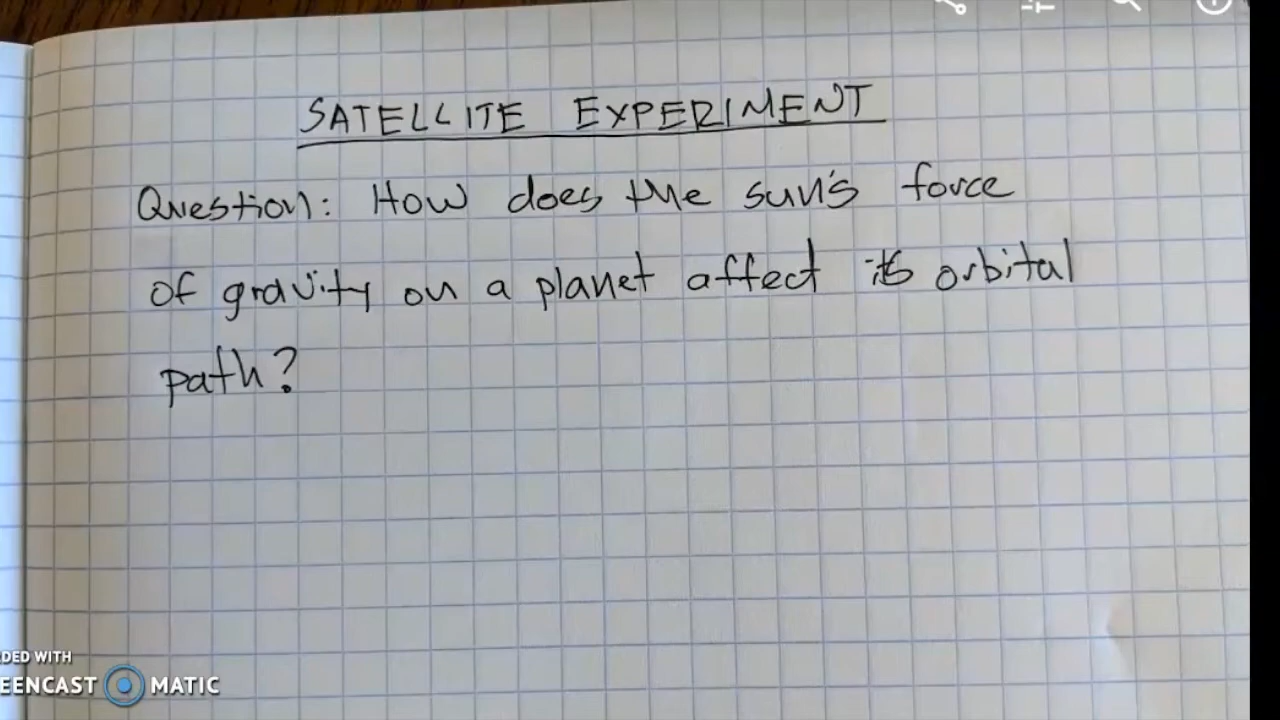 SATELLITE EXPERIMENT
Question: How does the sun's force
of gravity on a planet affect its orbital
path?
DED WITH
EENCAST MATIC